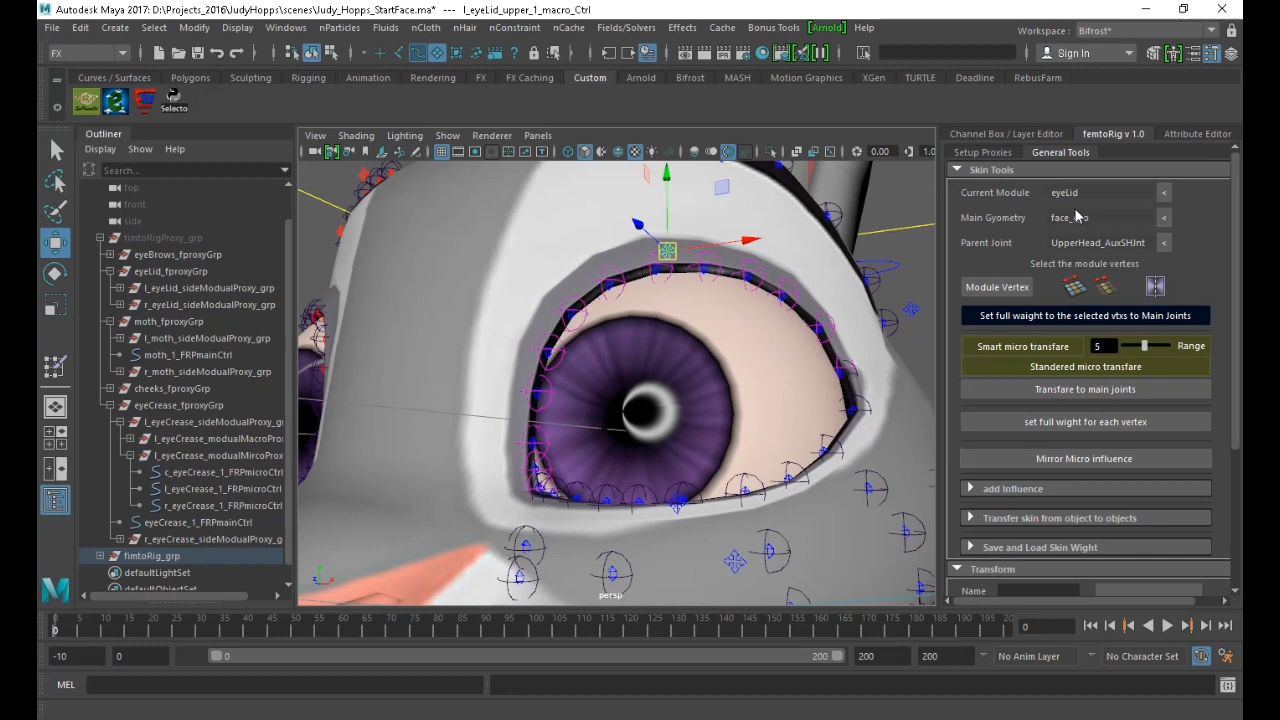 Autodesk Maya 2017: D:\Projects_2016\JudyHopps\scenes\Judy_Hopps_StartFace.ma* --- l_eyeLid_upper_1_macro_Ctrl
File Edit Create Select Modify Display Windows nParticles Fluids nCloth nHair nConstraint nCache Fields/Solvers Effects Cache Bonus Tools [Arnold] Help
Workspace : Bifrost*
FX Sign In
Curves / Surfaces Polygons Sculpting Rigging Animation Rendering FX FX Caching Custom Arnold Bifrost MASH Motion Graphics XGen TURTLE Deadline RebusFarm
Selecto
Outliner
Display Show Help
Search...
top
front
side
fimtoRigProxy_grp
eyeBrows_fproxyGrp
eyeLid_fproxyGrp
l_eyeLid_sideModualProxy_grp
r_eyeLid_sideModualProxy_grp
moth_fproxyGrp
l_moth_sideModualProxy_grp
moth_1_FRPmainCtrl
r_moth_sideModualProxy_grp
cheeks_fproxyGrp
eyeCrease_fproxyGrp
l_eyeCrease_sideModualProxy_g
l_eyeCrease_modualMacroPro
l_eyeCrease_modualMircoProx
c_eyeCrease_1_FRPmicroCtrl
l_eyeCrease_1_FRPmicroCtrl
r_eyeCrease_1_FRPmicroCtrl
eyeCrease_1_FRPmainCtrl
r_eyeCrease_sideModualProxy_g
fimtoRig_grp
defaultLightSet
defaultObjectSet
View Shading Lighting Show Renderer Panels
0.00 1.0
persp
Channel Box / Layer Editor femtoRig v 1.0 Attribute Editor
Setup Proxies General Tools
Skin Tools
Current Module eyeLid <
Main Gyometry <
Parent Joint UpperHead_AuxSHJnt <
Select the module vertexs
Module Vertex
Set full waight to the selected vtxs to Main Joints
Smart micro transfare 5 Range
Standered micro transfare
Transfare to main joints
set full wight for each vertex
Mirror Micro influence
add Influence
Transfer skin from object to objects
Save and Load Skin Wight
Transform
Name
0 5 10 15 20 25 30 35 40 45 50 55 60 65 70 75 80 85 90 95 100 105 110 115 120 125 130 135 140 145 150 155 160 165 170 175 180 185 190 195 20
0 0
-10 0 0 200 200 200 No Anim Layer No Character Set
MEL